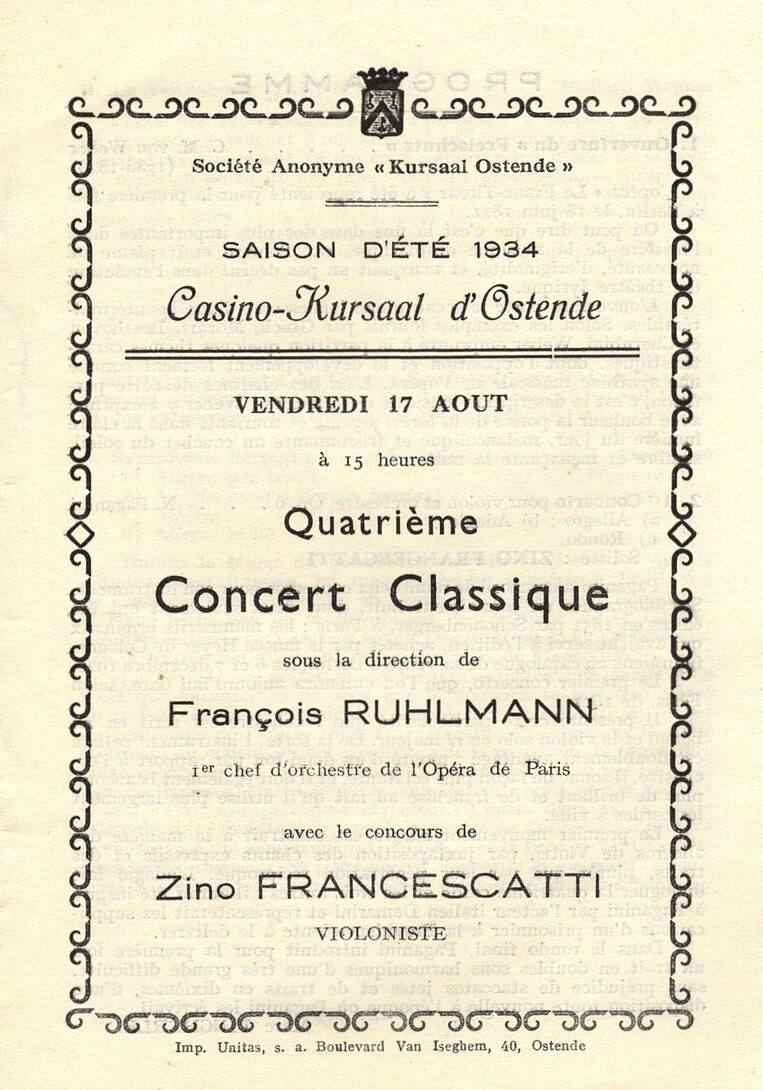 Société Anonyme « Kursaal Ostende »
SAISON D'ÉTÉ 1934
Casino-Kursaal d'Ostende
VENDREDI 17 AOUT
à 15 heures
Quatrième
Concert Classique
sous la direction de
François RUHLMANN
1er chef d'orchestre de l'Opéra de Paris
avec le concours de
Zino FRANCESCATTI
VIOLONISTE
Imp. Unitas, s. a. Boulevard Van Iseghem, 40, Ostende